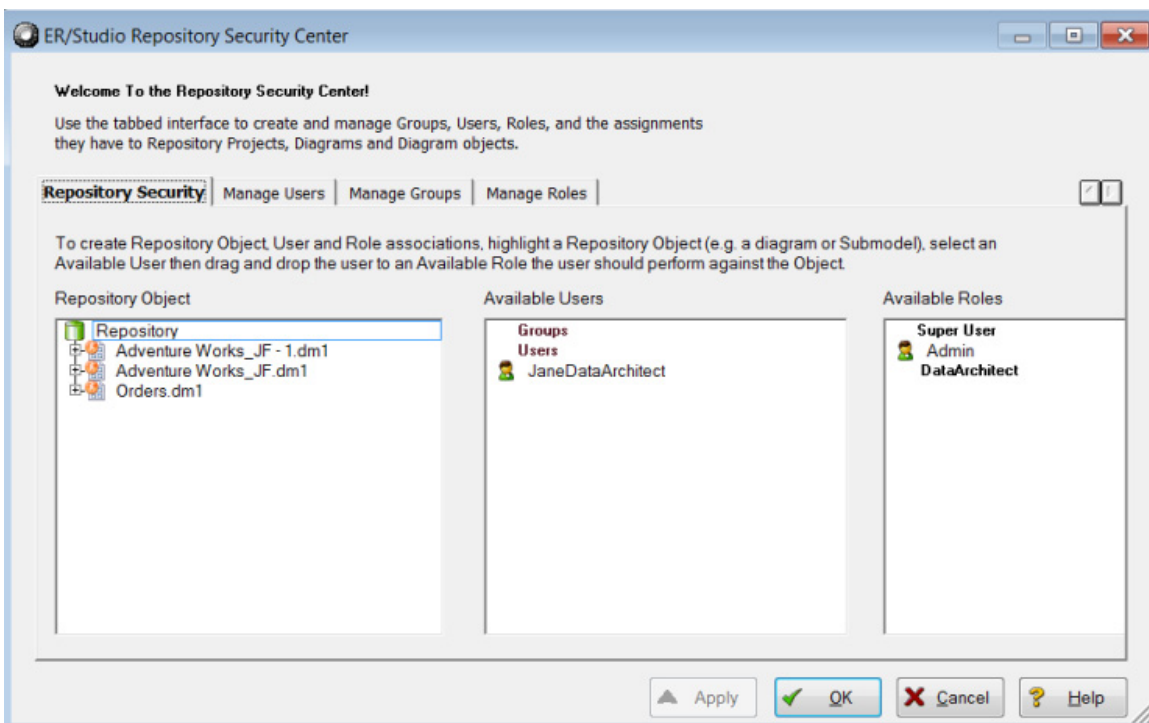 ER/Studio Repository Security Center
Welcome To the Repository Security Center!
Use the tabbed interface to create and manage Groups, Users, Roles, and the assignments
they have to Repository Projects, Diagrams and Diagram objects.
Repository Security Manage Users Manage Groups Manage Roles
To create Repository Object, User and Role associations, highlight a Repository Object (e.g. a diagram or Submodel), select an
Available User then drag and drop the user to an Available Role the user should perform against the Object.
Repository Object Available Users Available Roles
Repository
Adventure Works_JF - 1.dm1
Adventure Works_JF.dm1
Orders.dm1
Groups
Users
JaneDataArchitect
Super User
Admin
DataArchitect
Apply OK Cancel Help